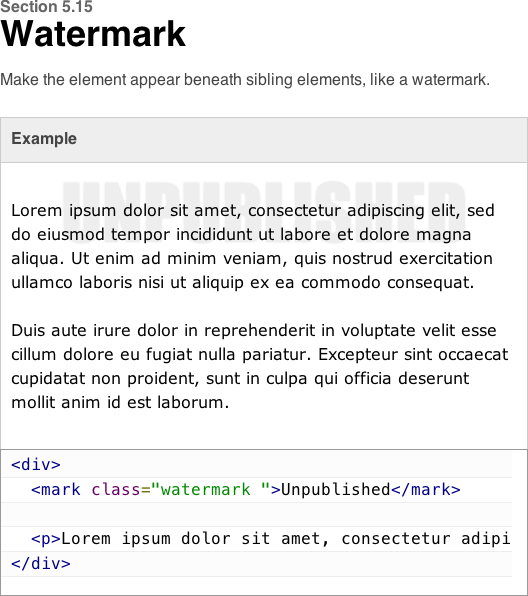 Section 5.15
Watermark
Make the element appear beneath sibling elements, like a watermark.
Example
UNPUBLISHED
Lorem ipsum dolor sit amet, consectetur adipiscing elit, sed
do eiusmod tempor incididunt ut labore et dolore magna
aliqua. Ut enim ad minim veniam, quis nostrud exercitation
ullamco laboris nisi ut aliquip ex ea commodo consequat.
Duis aute irure dolor in reprehenderit in voluptate velit esse
cillum dolore eu fugiat nulla pariatur. Excepteur sint occaecat
cupidatat non proident, sunt in culpa qui officia deserunt
mollit anim id est laborum.
<div>
<mark class="watermark ">Unpublished</mark>
<p>Lorem ipsum dolor sit amet, consectetur adipi
</div>